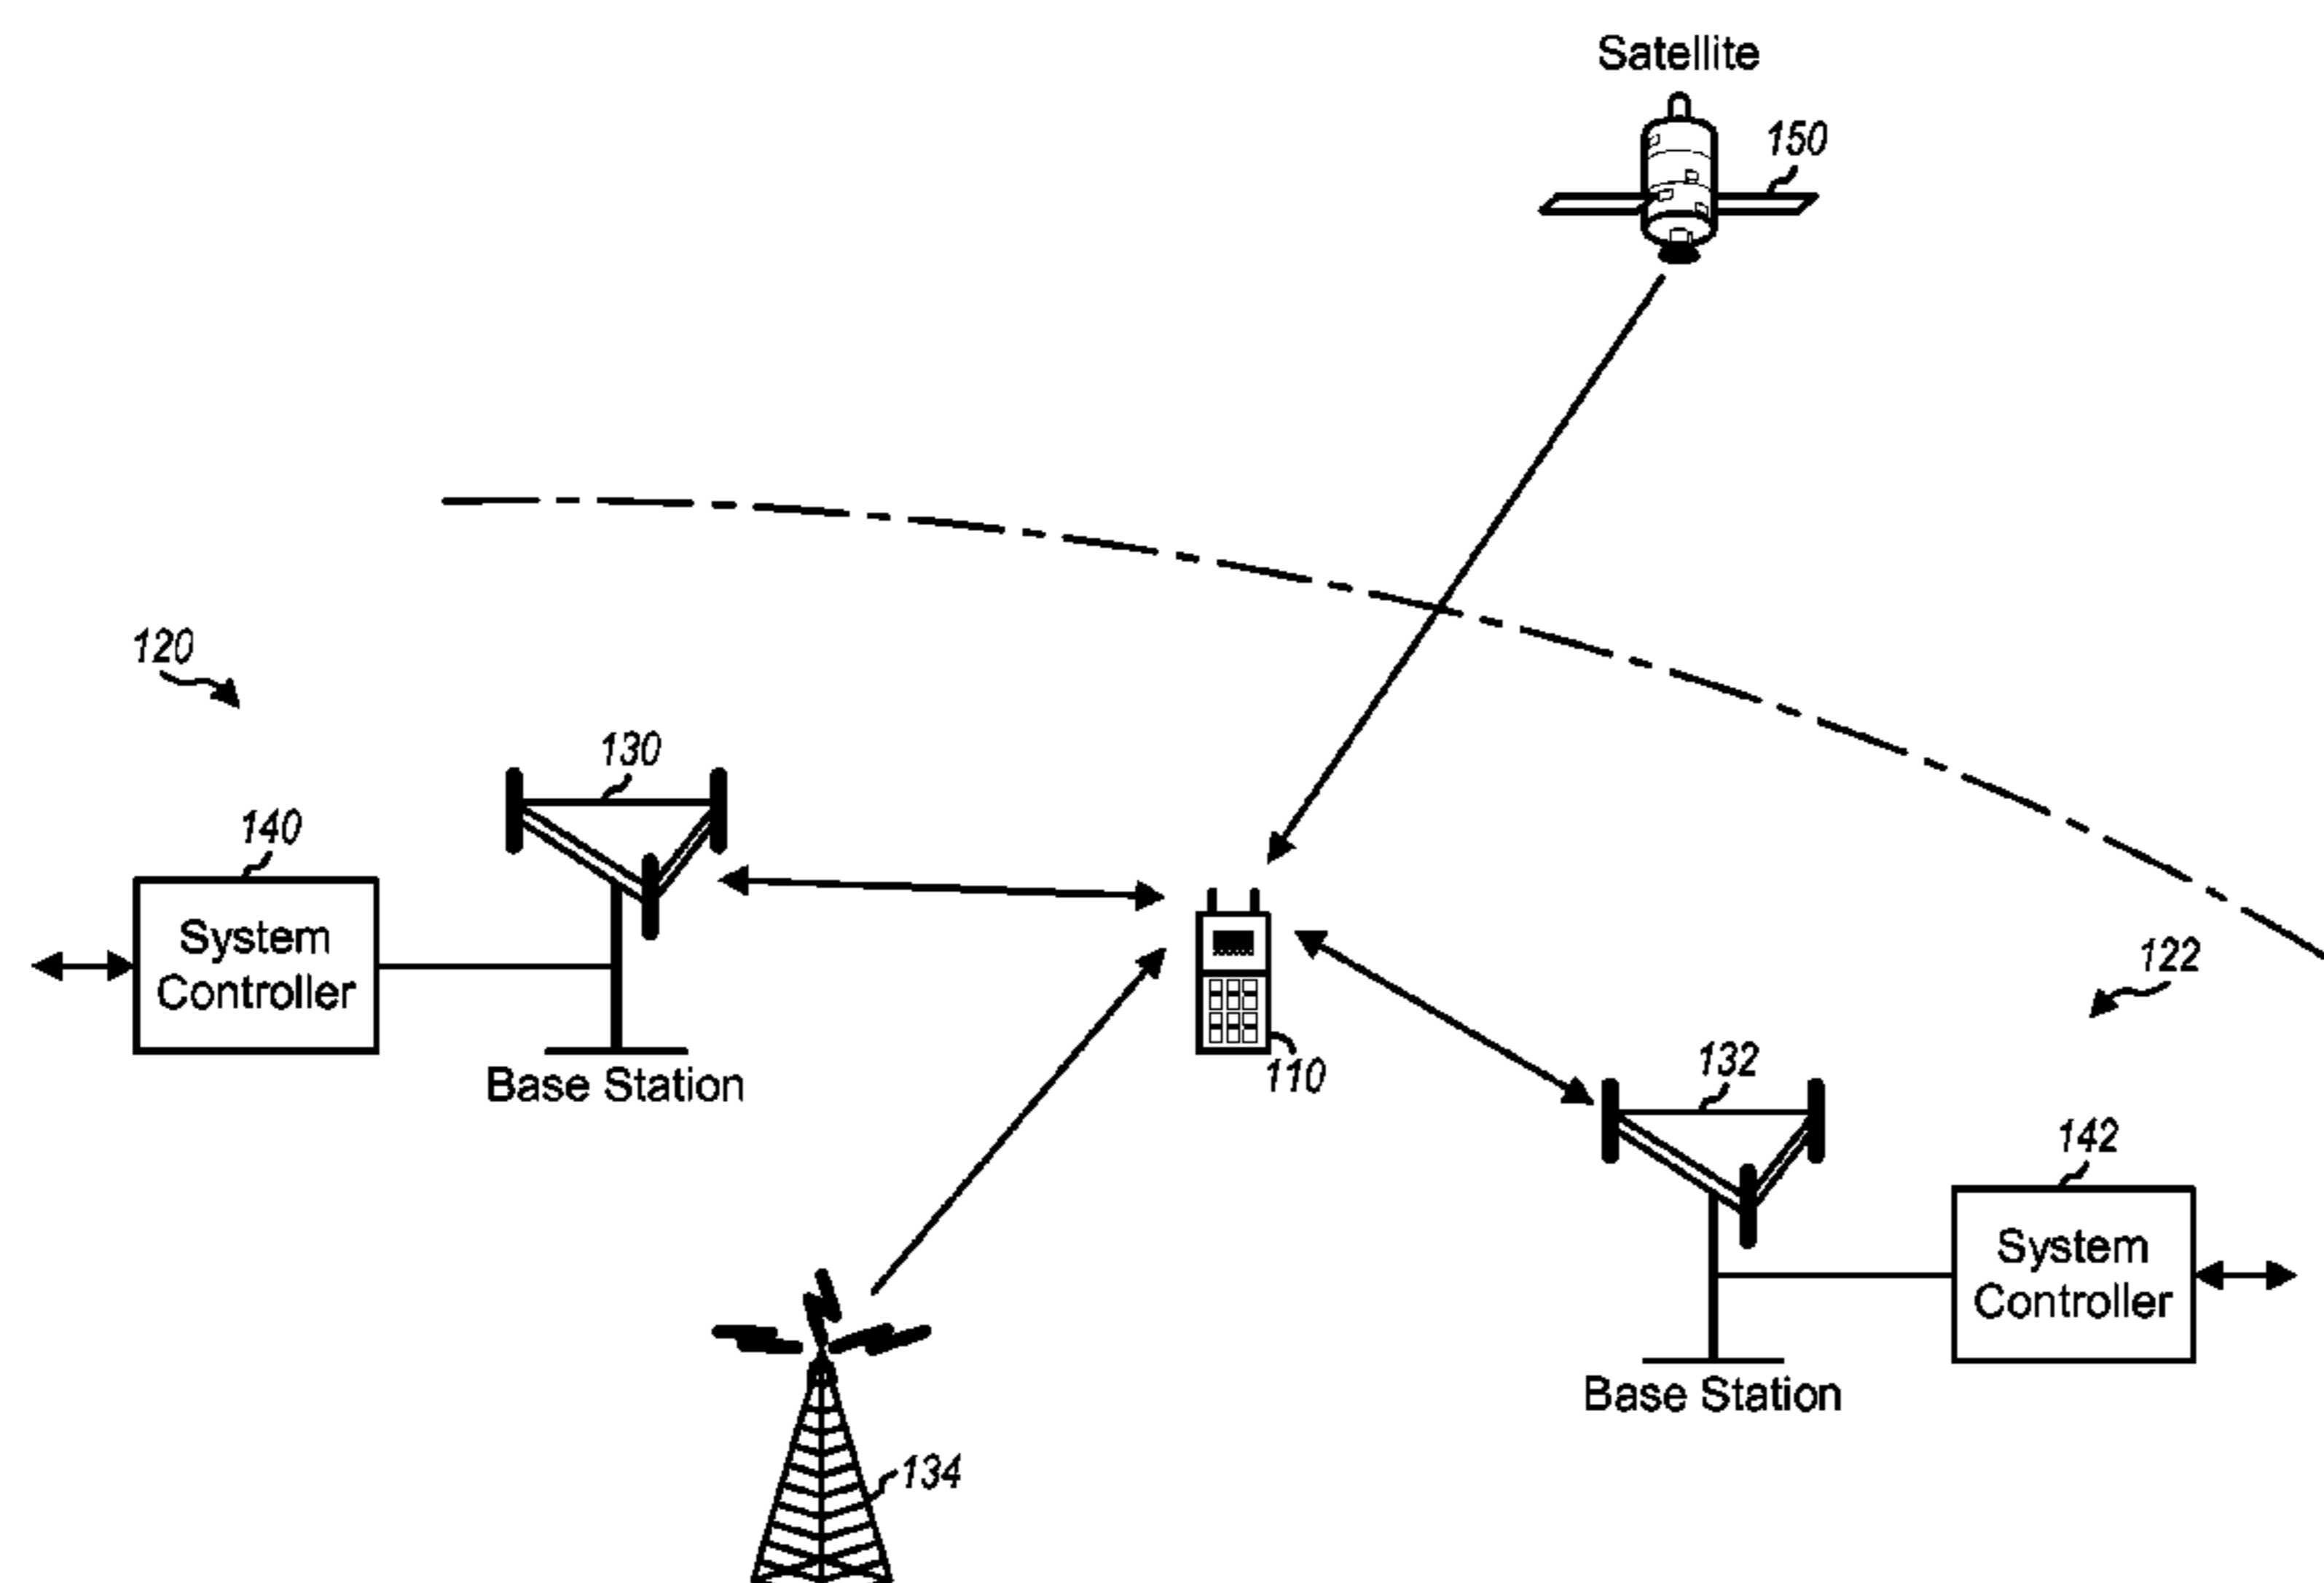 Satellite
150
120
130
140
System
Controller
Base Station
110
122
132
142
System
Controller
Base Station
134